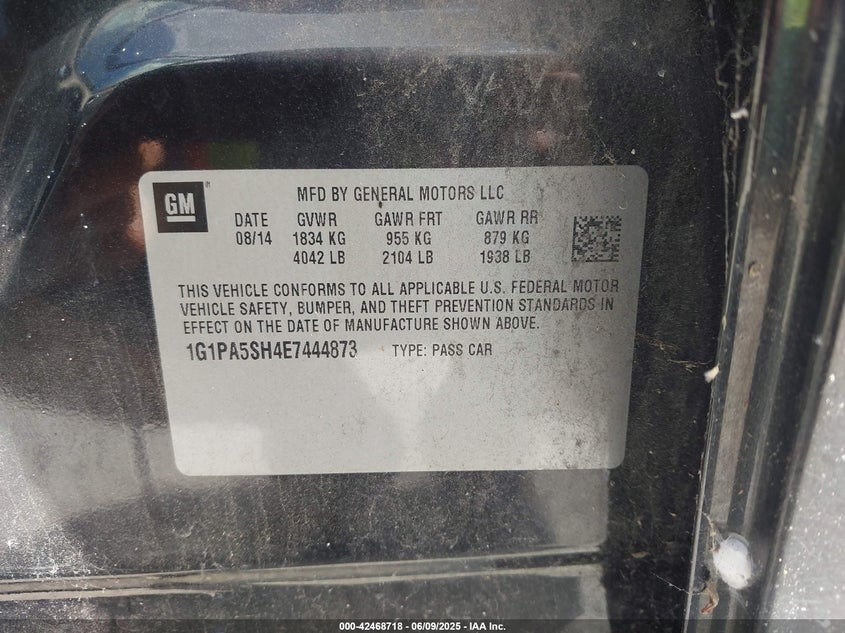 GM
MFD BY GENERAL MOTORS LLC
DATE GVWR GAWR FRT GAWR RR
08/14 1834 KG 955 KG 879 KG
4042 LB 2104 LB 1938 LB
THIS VEHICLE CONFORMS TO ALL APPLICABLE U.S. FEDERAL MOTOR
VEHICLE SAFETY, BUMPER, AND THEFT PREVENTION STANDARDS IN
EFFECT ON THE DATE OF MANUFACTURE SHOWN ABOVE.
1G1PA5SH4E7444873 TYPE: PASS CAR
000-42468718 - 06/09/2025 - IAA Inc.